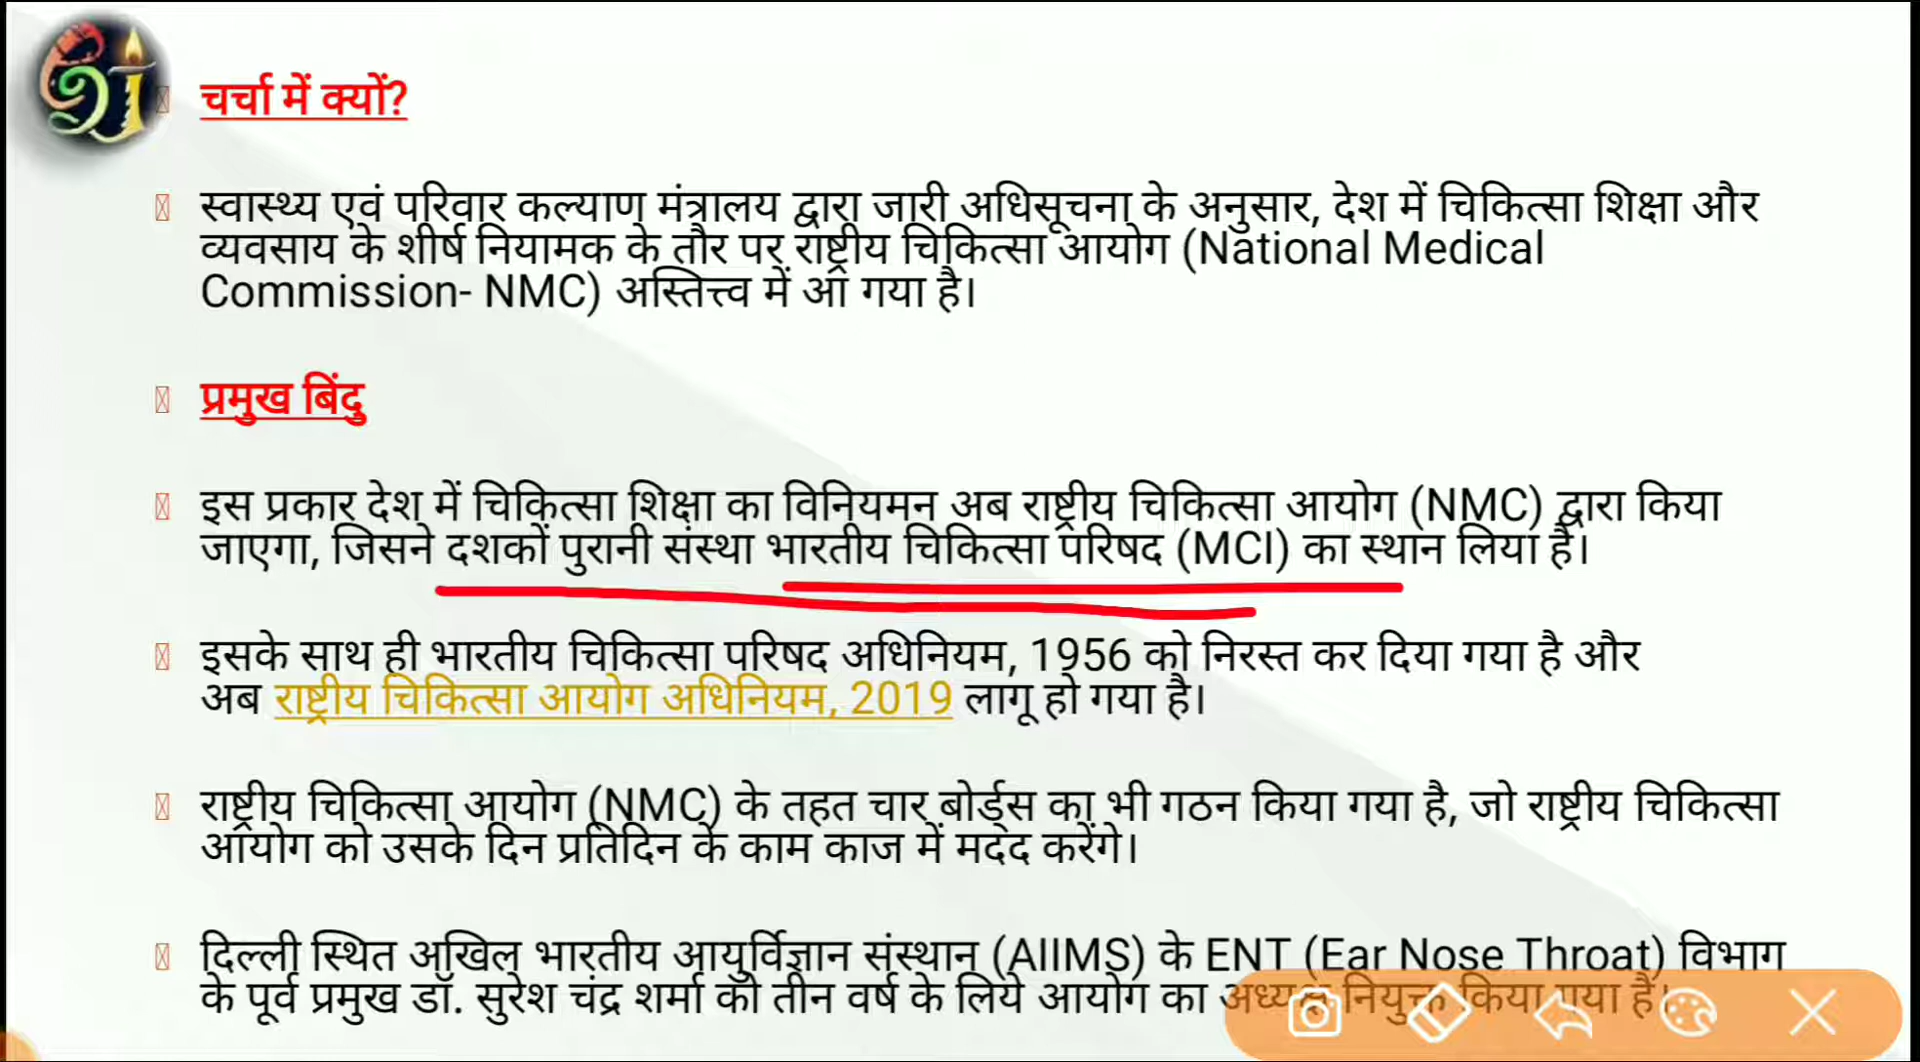 चर्चा में क्यों?
स्वास्थ्य एवं परिवार कल्याण मंत्रालय द्वारा जारी अधिसूचना के अनुसार, देश में चिकित्सा शिक्षा और
व्यवसाय के शीर्ष नियामक के तौर पर राष्ट्रीय चिकित्सा आयोग (National Medical
Commission- NMC) अस्तित्त्व में आ गया है।
प्रमुख बिंदु
इस प्रकार देश में चिकित्सा शिक्षा का विनियमन अब राष्ट्रीय चिकित्सा आयोग (NMC) द्वारा किया
जाएगा, जिसने दशकों पुरानी संस्था भारतीय चिकित्सा परिषद (MCI) का स्थान लिया है।
इसके साथ ही भारतीय चिकित्सा परिषद अधिनियम, 1956 को निरस्त कर दिया गया है और
अब राष्ट्रीय चिकित्सा आयोग अधिनियम, 2019 लागू हो गया है।
राष्ट्रीय चिकित्सा आयोग (NMC) के तहत चार बोर्ड्स का भी गठन किया गया है, जो राष्ट्रीय चिकित्सा
आयोग को उसके दिन प्रतिदिन के काम काज में मदद करेंगे।
दिल्ली स्थित अखिल भारतीय आयुर्विज्ञान संस्थान (AIIMS) के ENT (Ear Nose Throat) विभाग
के पूर्व प्रमुख डॉ. सुरेश चंद्र शर्मा को तीन वर्ष के लिये आयोग का अध्यक्ष नियुक्त किया गया है।